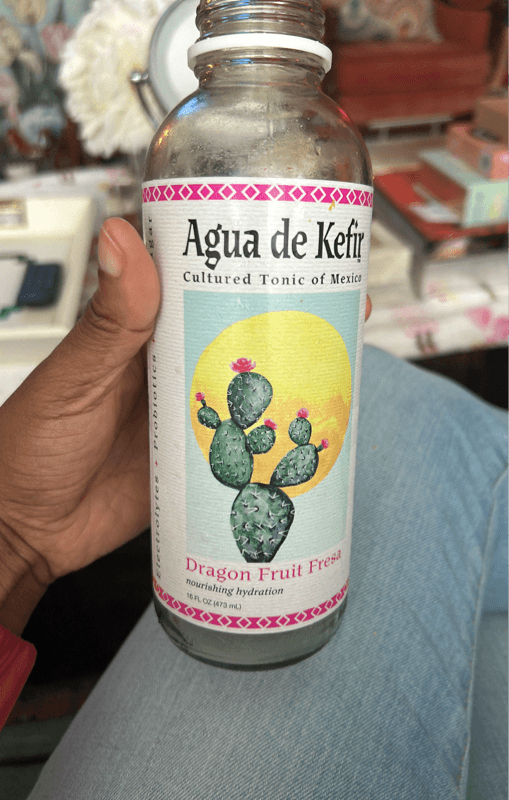 Agua de Kefir
Cultured Tonic of Mexico
Dragon Fruit Fresa
nourishing hydration
16 FL OZ (473 mL)
Electrolytes • Probiotics